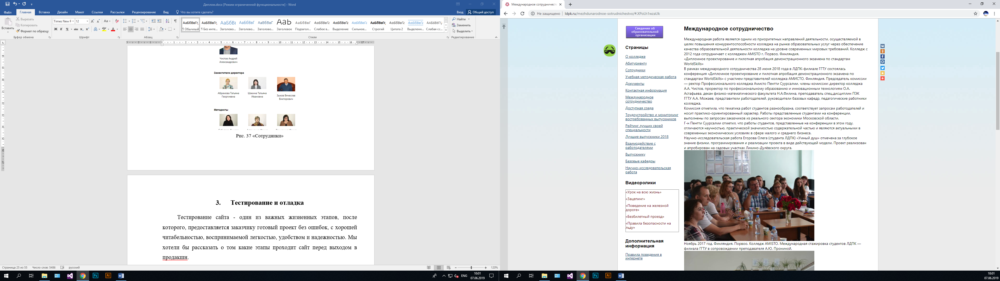 Диплом.docx [Режим ограниченной функциональности] - Word
Файл Главная Вставка Дизайн Макет Ссылки Рассылки Рецензирование Вид Что вы хотите сделать? Вход Общий доступ
Вставить
Вырезать
Копировать
Формат по образцу
Буфер обмена
Times New F 12
Шрифт
Абзац
АаБбВвГг, АаБбВвГг, АаБбВı АаБбВвГ АаБбВвГ АаЬ АаБбВвГ АаБбВвГг АаБбВвГг АаБбВвГг АаБбВвГг, АаБбВвГг АаБбВвГг ААБбВвГг
¶ Обычный ¶ Без инте... Заголово... Заголово... Заголово... Заголовок Подзагол... Слабое в... Выделение Сильное... Строгий Цитата 2 Выделенн... Слабая сс...
Стили
Найти
Заменить
Выделить
Редактирование
Чистов Андрей
Александрович
Заместители директора
Абрамова Татьяна
Георгиевна
Шакина Татьяна
Ивановна
Зыков Вячеслав
Викторович
Методисты
Рис. 37 «Сотрудники»
3. Тестирование и отладка
Тестирование сайта - один из важных жизненных этапов, после
которого, предоставляется заказчику готовый проект без ошибок, с хорошей
читабельностью, воспринимаемой легкостью, удобством и надежностью. Мы
хотели бы рассказать о том какие этапы проходит сайт перед выходом в
продакшн.
Страница 25 из 55 Число слов: 5486 русский 120%
ENG 10:01
07.06.2019
Международное сотрудничест
Не защищено ldpk.ru/mezhdunarodnoe-sotrudnichestvo/#.XPoLh1wzaUk
Сведения об
образовательной
организации
Страницы
О колледже
Абитуриенту
Сотрудники
Учебная методическая работа
Документы
Контактная информация
Международное
сотрудничество
Доступная среда
Трудоустройство и мониторинг
востребованных выпускников
Рейтинг лучших своей
специальности
Лучшие выпускники 2018
Взаимодействие с
работодателями
Выпускнику
Базовые кафедры
Научно-исследовательская
работа
Видеоролики
«Урок на всю жизнь»
«Зацепинг»
«Поведение на железной
дороге»
«Безбилетный проезд»
«Правила безопасности на
льду»
Дополнительная
информация
Правила поведения в
интернете
Международное сотрудничество
Международная работа является одним из приоритетных направлений деятельности, осуществляемой в
целях повышения конкурентоспособности колледжа на рынке образовательных услуг через обеспечение
качества образовательной деятельности колледжа на уровне современных мировых требований. Колледж с
2012 года сотрудничает с колледжем AMISTO г. Порвоо, Финляндия.
«Дипломное проектирование и пилотная апробация демонстрационного экзамена по стандартам
WorldSkills»
В рамках международного сотрудничества 28 июня 2018 года в ЛДПК-филиале ГГТУ состоялась
конференция «Дипломное проектирование и пилотная апробация демонстрационного экзамена по
стандартам WorldSkills» с участием представителей колледжа АМИСТО, Финляндия. Председатель комиссии
— ректор Профессионального колледжа Амисто Пентти Суурсалми, члены комиссии: директор колледжа
А.А. Чистов, проректор по профессиональному образованию и инновационным технологиям О.А.
Астафьева, декан физико-математического факультета Н.А.Филина, преподаватель спец.дисциплин ПЭК
ГГТУ А.А. Можаев, представители работодателей, руководители базовых кафедр, педагогические работники
колледжа.
Комиссия отметила, что тематика работ студентов разнообразна, соответствует запросам работодателей и
носит практико-ориентированный характер. Работы представленные студентами на конференции,
выполнены по запросам заказчиков из реального сектора экономики Московской области.
Г-н Пентти Суурсалми отметил, что работы студентов, представленные на конференции в этом году,
отличаются научностью, практической значимостью содержательной частью и являются актуальными в
современных экономических условиях в сфере малого и среднего бизнеса.
Научно-исследовательская работа Егорова Олега (студента ЛДПК) «Умный душ» отмечена за глубокое
знание физики, программирования и реализации проекта в виде действующей модели. Проект реализован
и апробирован на садовых участках Ликино-Дулёвского округа.
Ноябрь 2017 год. Финляндия. Порвоо. Колледж AMISTO. Международная стажировка студентов ЛДПК —
филиала ГГТУ в сопровождении преподавателя А.Ю. Прониной.
10:01
07.06.2019